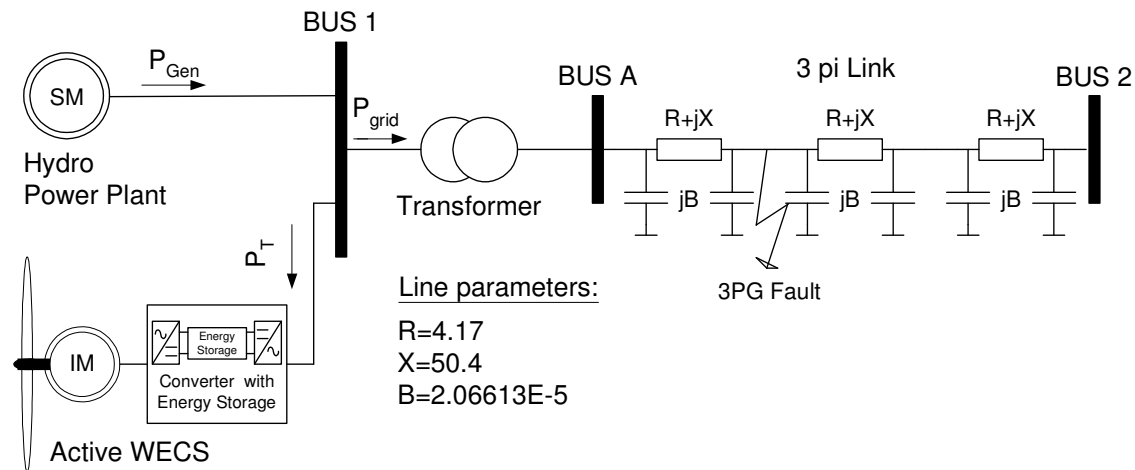 BUS 1
P_Gen
SM
Hydro
Power Plant
P_grid
Transformer
BUS A
3 pi Link
BUS 2
R+jX
R+jX
R+jX
jB
jB
jB
3PG Fault
P_T
IM
Energy
Storage
Converter with
Energy Storage
Active WECS
Line parameters:
R=4.17
X=50.4
B=2.06613E-5